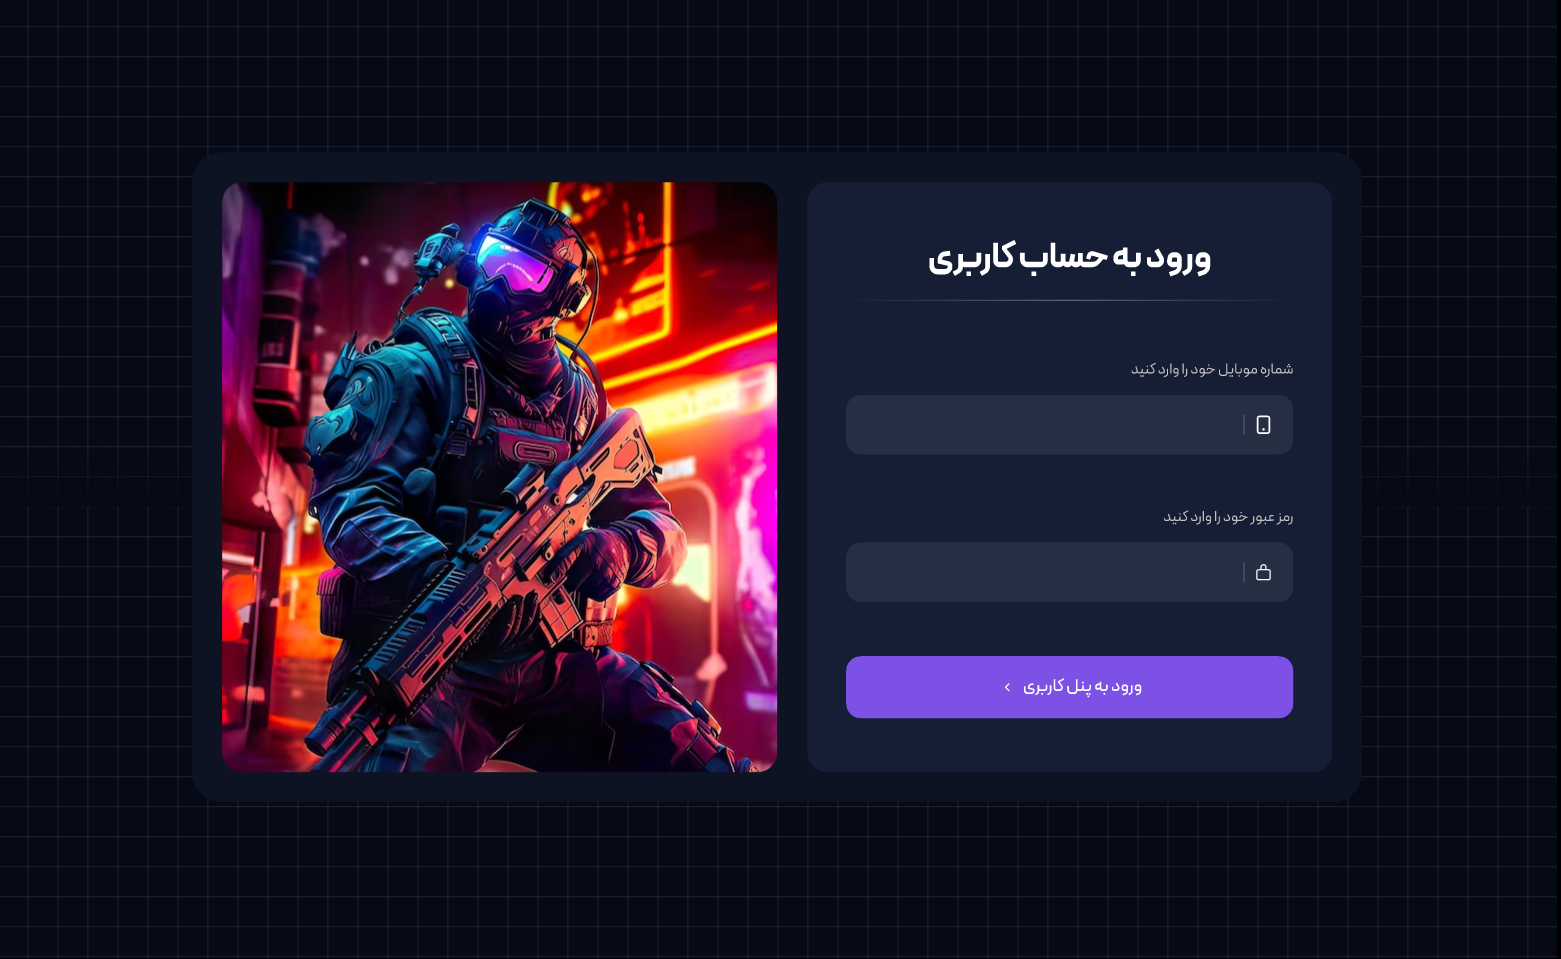 ورود به حساب کاربری
شماره موبایل خود را وارد کنید
رمز عبور خود را وارد کنید
ورود به پنل کاربری